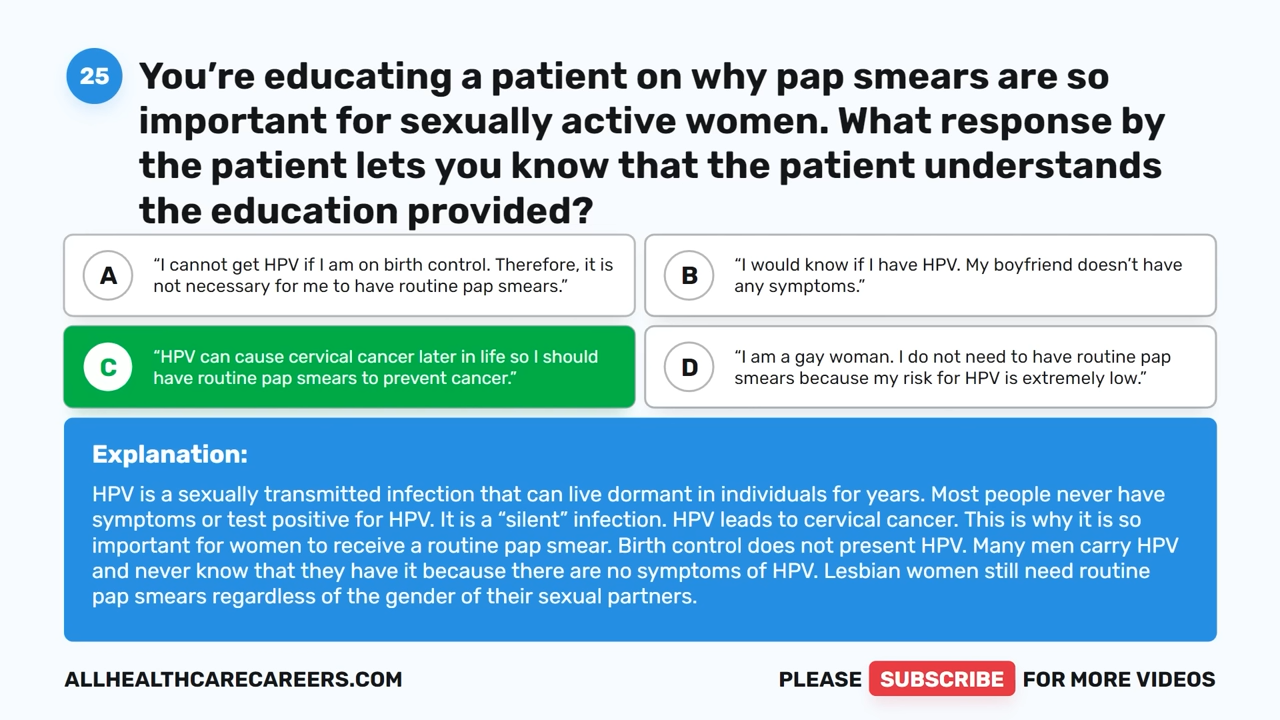 25
You’re educating a patient on why pap smears are so
important for sexually active women. What response by
the patient lets you know that the patient understands
the education provided?
A
“I cannot get HPV if I am on birth control. Therefore, it is
not necessary for me to have routine pap smears.”
B
“I would know if I have HPV. My boyfriend doesn’t have
any symptoms.”
C
“HPV can cause cervical cancer later in life so I should
have routine pap smears to prevent cancer.”
D
“I am a gay woman. I do not need to have routine pap
smears because my risk for HPV is extremely low.”
Explanation:
HPV is a sexually transmitted infection that can live dormant in individuals for years. Most people never have
symptoms or test positive for HPV. It is a “silent” infection. HPV leads to cervical cancer. This is why it is so
important for women to receive a routine pap smear. Birth control does not present HPV. Many men carry HPV
and never know that they have it because there are no symptoms of HPV. Lesbian women still need routine
pap smears regardless of the gender of their sexual partners.
ALLHEALTHCARECAREERS.COM
PLEASE SUBSCRIBE FOR MORE VIDEOS